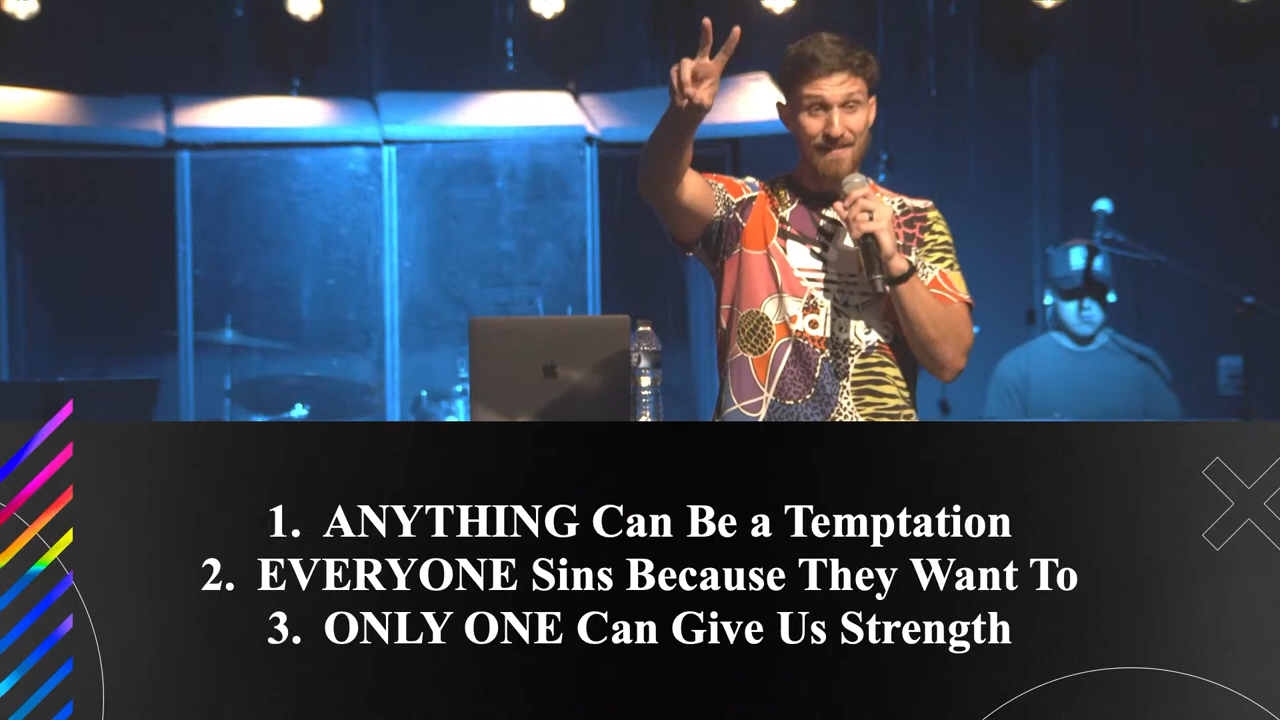 1. ANYTHING Can Be a Temptation
2. EVERYONE Sins Because They Want To
3. ONLY ONE Can Give Us Strength